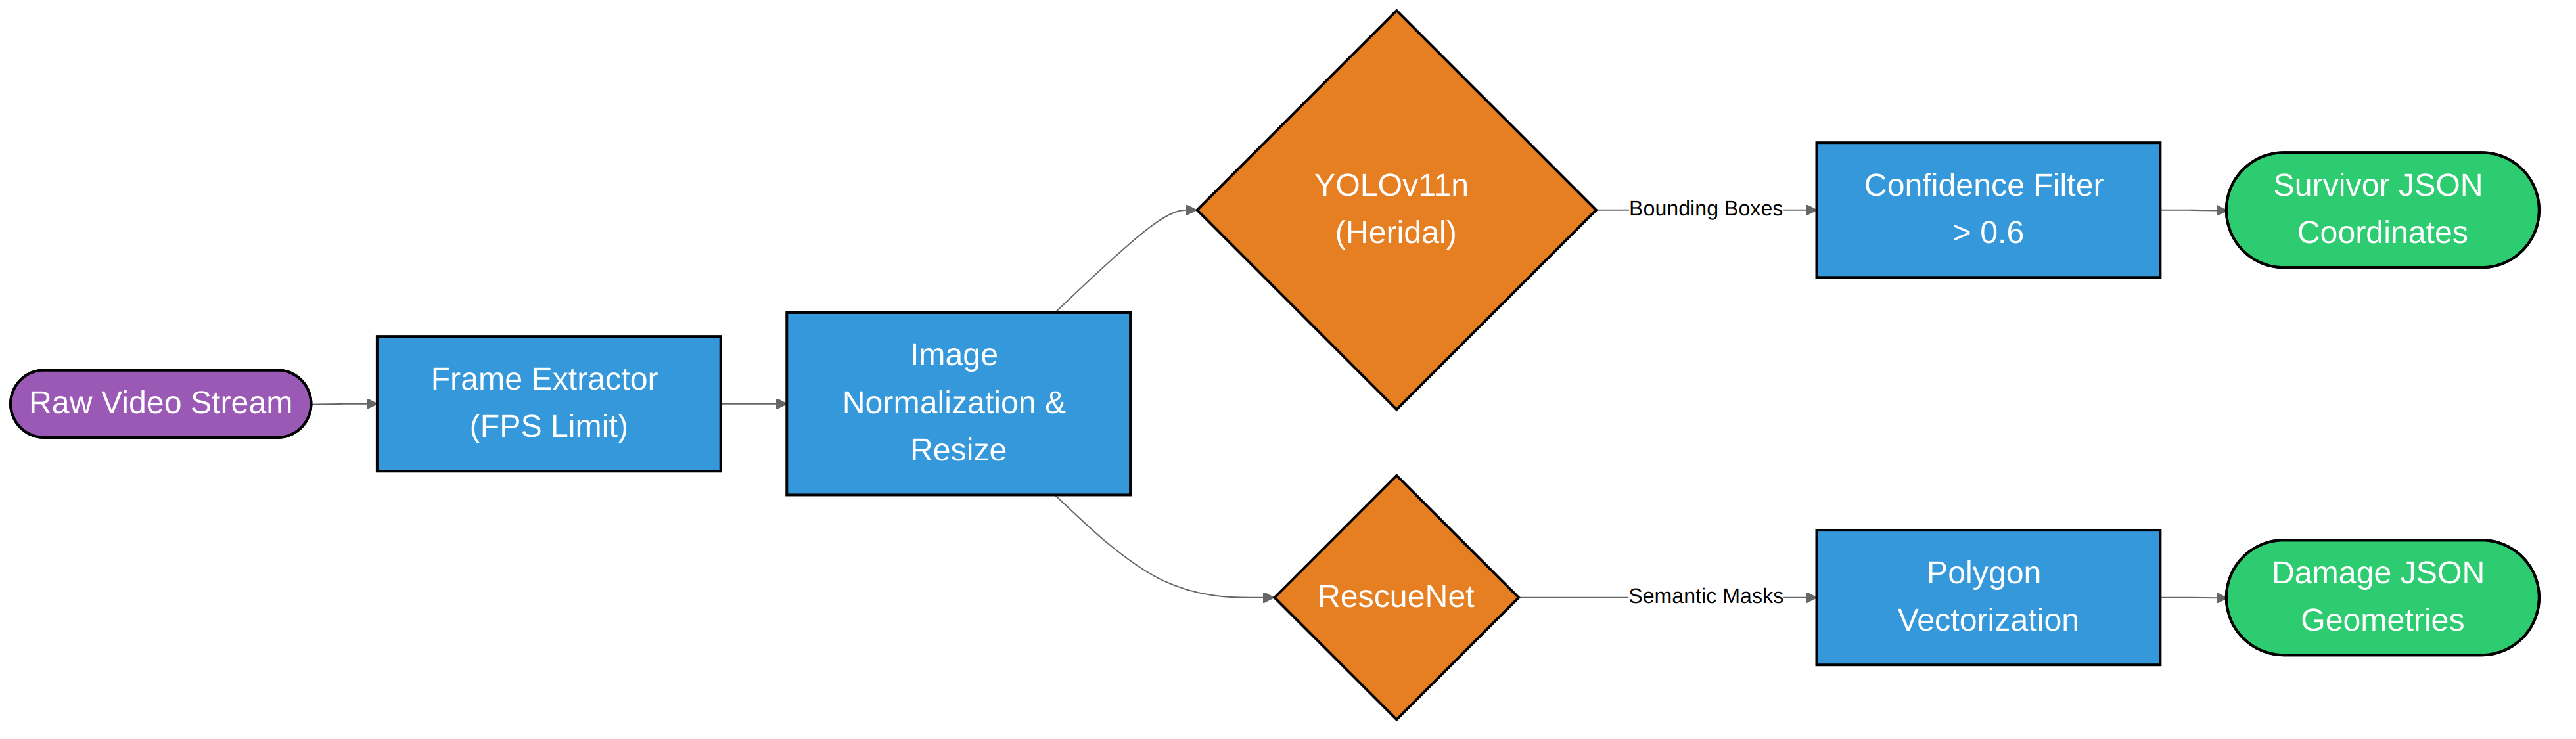 Raw Video Stream
Frame Extractor
(FPS Limit)
Image
Normalization &
Resize
YOLOv11n
(Heridal)
Bounding Boxes
Confidence Filter
> 0.6
Survivor JSON
Coordinates
RescueNet
Semantic Masks
Polygon
Vectorization
Damage JSON
Geometries